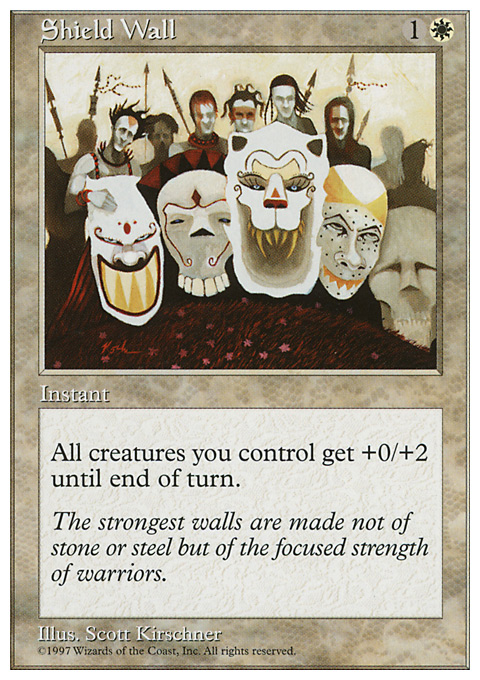 Shield Wall 1
Instant
All creatures you control get +0/+2
until end of turn.
The strongest walls are made not of
stone or steel but of the focused strength
of warriors.
Illus. Scott Kirschner
©1997 Wizards of the Coast, Inc. All rights reserved.